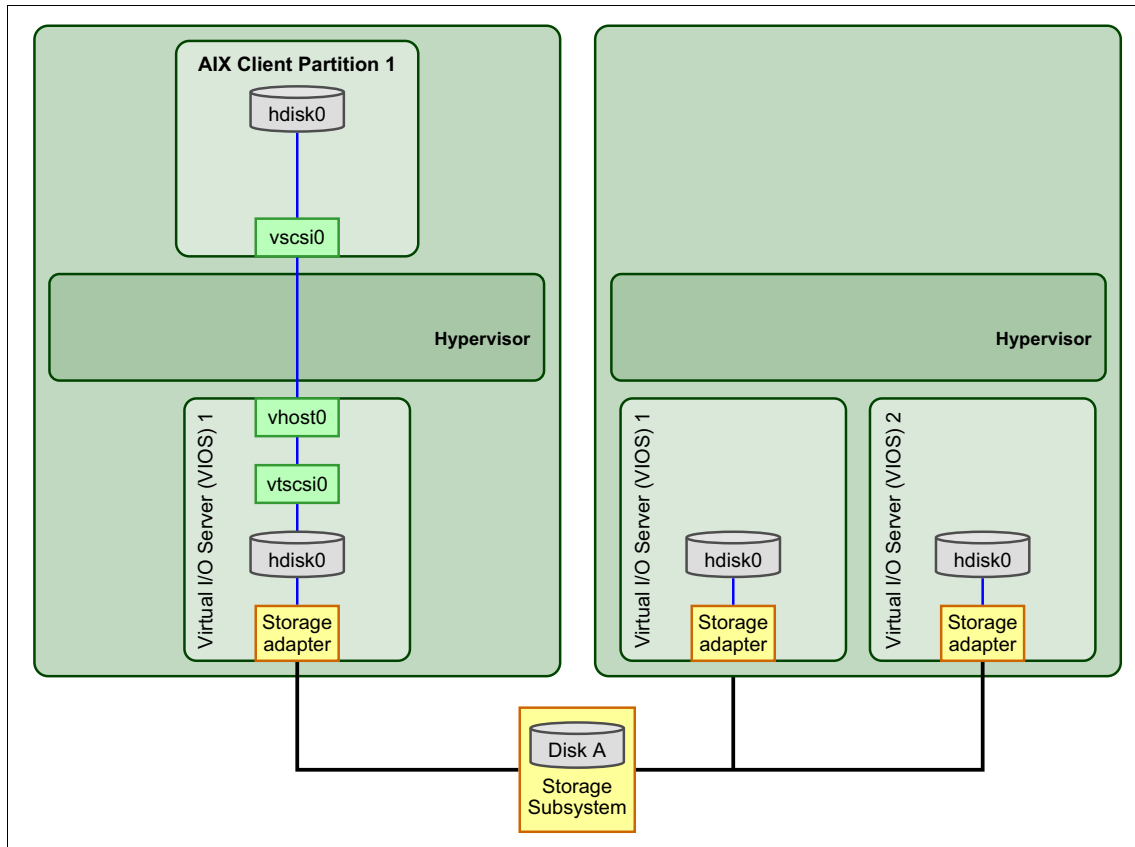 AIX Client Partition 1
hdisk0
vscsi0
Hypervisor
Virtual I/O Server (VIOS) 1
vhost0
vtscsi0
hdisk0
Storage
adapter
Hypervisor
Virtual I/O Server (VIOS) 1
hdisk0
Storage
adapter
Virtual I/O Server (VIOS) 2
hdisk0
Storage
adapter
Disk A
Storage
Subsystem